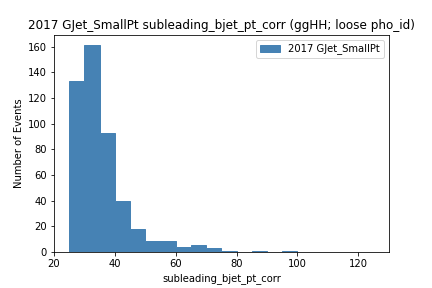 2017 GJet_SmallPt subleading_bjet_pt_corr (ggHH; loose pho_id)
2017 GJet_SmallPt
160
140
120
100
80
60
40
20
0
Number of Events
20 40 60 80 100 120
subleading_bjet_pt_corr